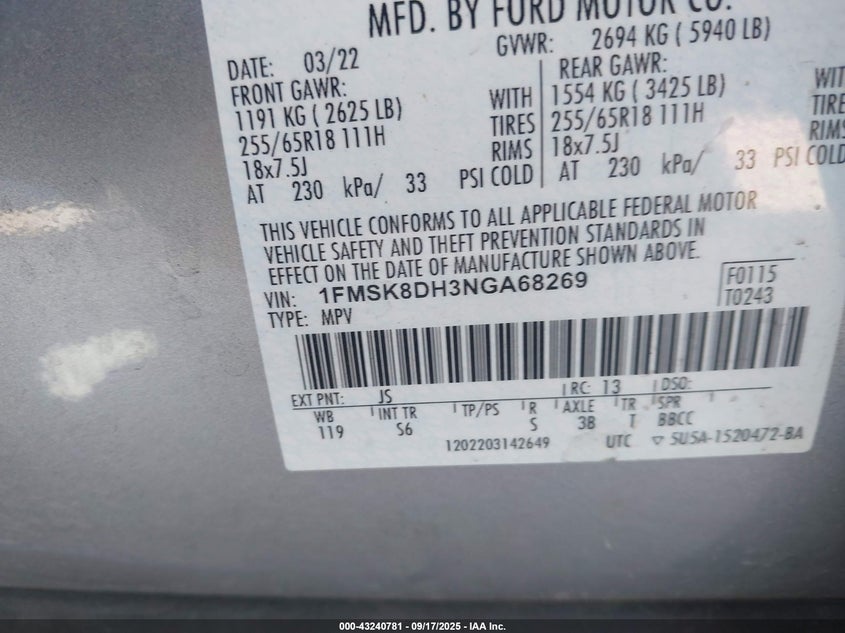 MFD. BY FORD MOTOR CO.
DATE: 03/22 GVWR: 2694 KG ( 5940 LB)
FRONT GAWR: REAR GAWR:
1191 KG ( 2625 LB) WITH 1554 KG ( 3425 LB) WIT
255/65R18 111H TIRES 255/65R18 111H TIRE
18x7.5J RIMS 18x7.5J RIMS
AT 230 kPa/ 33 PSI COLD AT 230 kPa/ 33 PSI COLD
THIS VEHICLE CONFORMS TO ALL APPLICABLE FEDERAL MOTOR
VEHICLE SAFETY AND THEFT PREVENTION STANDARDS IN
EFFECT ON THE DATE OF MANUFACTURE SHOWN ABOVE.
VIN: 1FMSK8DH3NGA68269 F0115
TYPE: MPV T0243
EXT PNT: JS RC: 13 DSO:
WB INT TR TP/PS R AXLE TR SPR
119 S6 S 3B T BBCC
1202203142649 UTC ▽ 5USA-1520472-BA
000-43240781 - 09/17/2025 - IAA Inc.